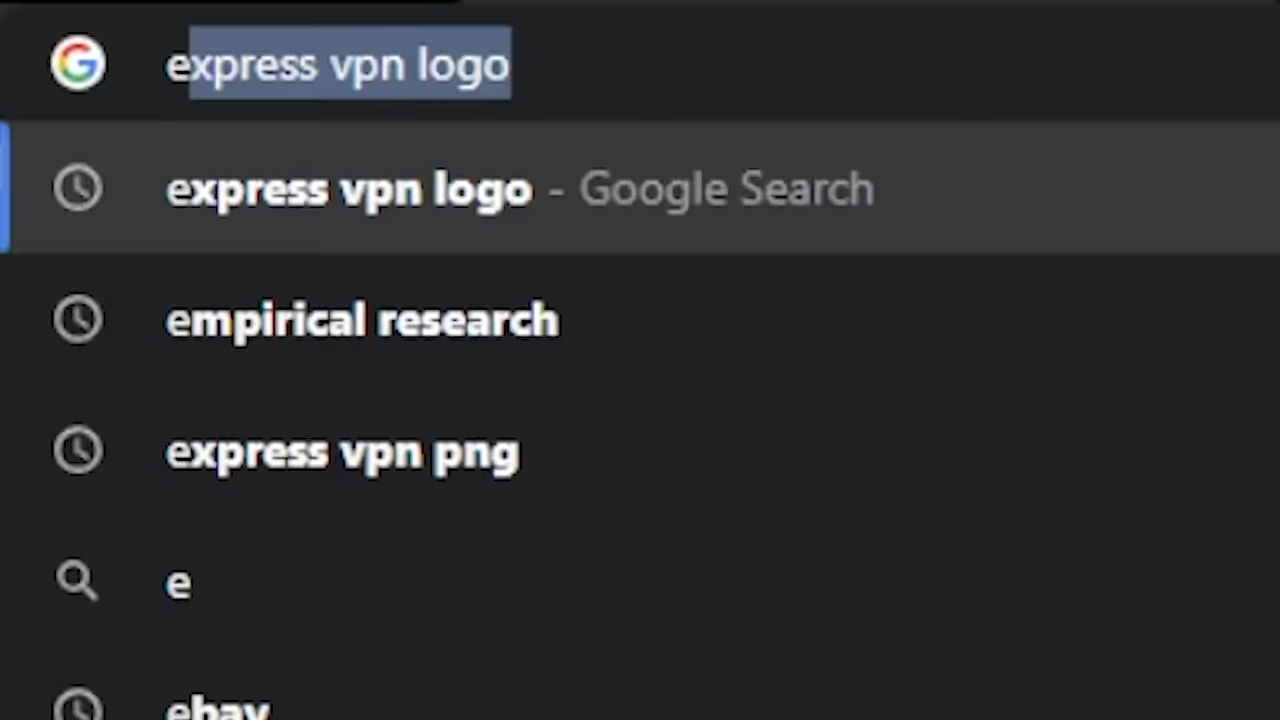 express vpn logo
express vpn logo - Google Search
empirical research
express vpn png
e
ebay